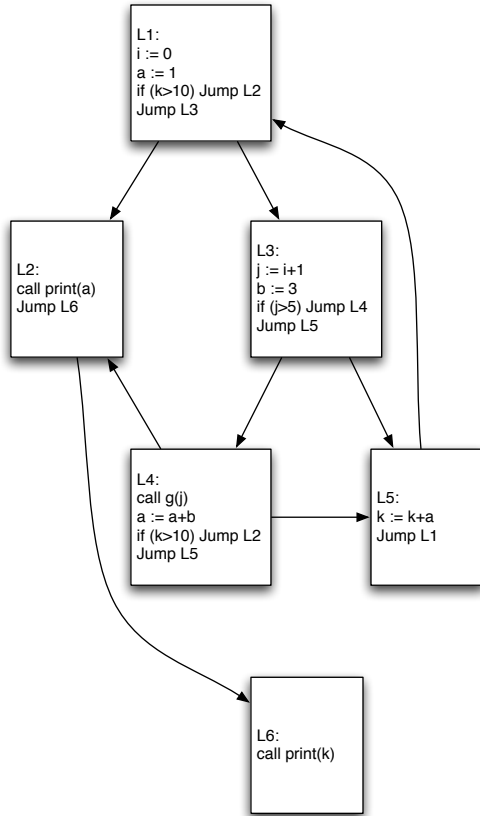 L1:
i := 0
a := 1
if (k>10) Jump L2
Jump L3
L2:
call print(a)
Jump L6
L3:
j := i+1
b := 3
if (j>5) Jump L4
Jump L5
L4:
call g(j)
a := a+b
if (k>10) Jump L2
Jump L5
L5:
k := k+a
Jump L1
L6:
call print(k)